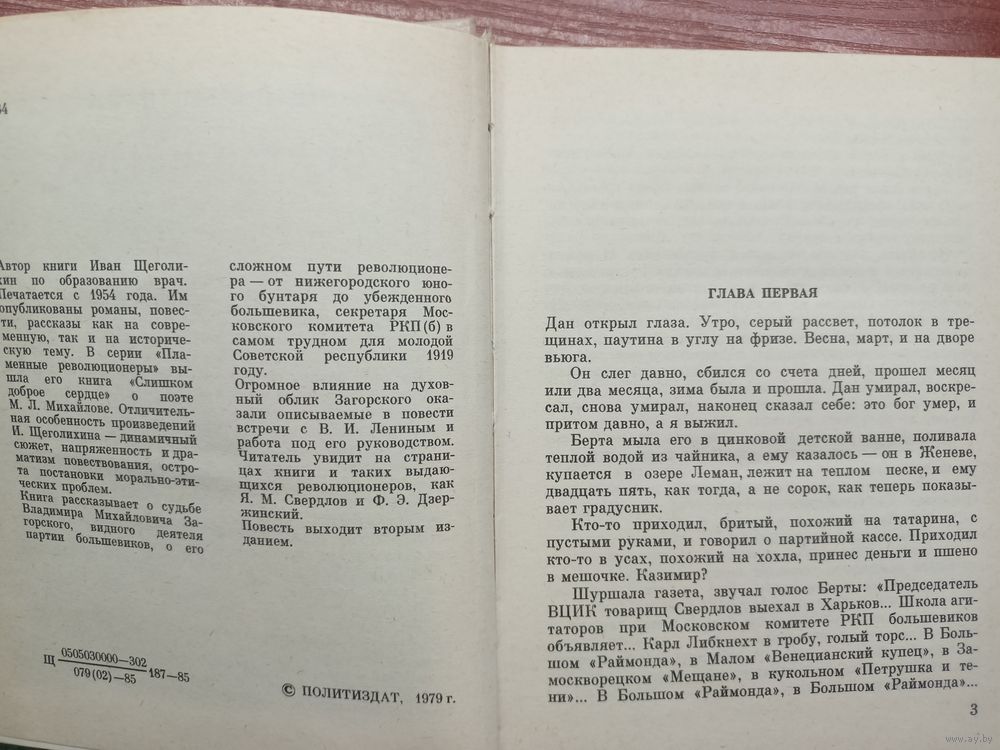 84
Автор книги Иван Щеголи-
хин по образованию врач.
Печатается с 1954 года. Им
опубликованы романы, повес-
ти, рассказы как на совре-
менную, так и на историче-
скую тему. В серии «Пла-
менные революционеры» вы-
шла его книга «Слишком
доброе сердце» о поэте
М. Л. Михайлове. Отличитель-
ная особенность произведений
И. Щеголихина — динамичный
сюжет, напряженность и дра-
матизм повествования, остро-
та постановки морально-эти-
ческих проблем.
Книга рассказывает о судьбе
Владимира Михайловича За-
горского, видного деятеля
партии большевиков, о его
сложном пути революционе-
ра — от нижегородского юно-
го бунтаря до убежденного
большевика, секретаря Мос-
ковского комитета РКП(б) в
самом трудном для молодой
Советской республики 1919
году.
Огромное влияние на духов-
ный облик Загорского ока-
зали описываемые в повести
встречи с В. И. Лениным и
работа под его руководством.
Читатель увидит на страни-
цах книги и таких выдаю-
щихся революционеров, как
Я. М. Свердлов и Ф. Э. Дзер-
жинский.
Повесть выходит вторым из-
данием.
Щ 0505030000—302
079(02)—85 187—85
© ПОЛИТИЗДАТ, 1979 г.
ГЛАВА ПЕРВАЯ
Дан открыл глаза. Утро, серый рассвет, потолок в тре-
щинах, паутина в углу на фризе. Весна, март, и на дворе
вьюга.
Он слег давно, сбился со счета дней, прошел месяц
или два месяца, зима была и прошла. Дан умирал, воскре-
сал, снова умирал, наконец сказал себе: это бог умер, и
притом давно, а я выжил.
Берта мыла его в цинковой детской ванне, поливала
теплой водой из чайника, а ему казалось — он в Женеве,
купается в озере Леман, лежит на теплом песке, и ему
двадцать пять, как тогда, а не сорок, как теперь показы-
вает градусник.
Кто-то приходил, бритый, похожий на татарина, с
пустыми руками, и говорил о партийной кассе. Приходил
кто-то в усах, похожий на хохла, принес деньги и пшено
в мешочке. Казимир?
Шуршала газета, звучал голос Берты: «Председатель
ВЦИК товарищ Свердлов выехал в Харьков... Школа аги-
таторов при Московском комитете РКП большевиков
объявляет... Карл Либкнехт в гробу, голый торс... В Боль-
шом «Раймонда», в Малом «Венецианский купец», в За-
москворецком «Мещане», в кукольном «Петрушка и те-
ни»... В Большом «Раймонда», в Большом «Раймонда»...
3
www.ay.by